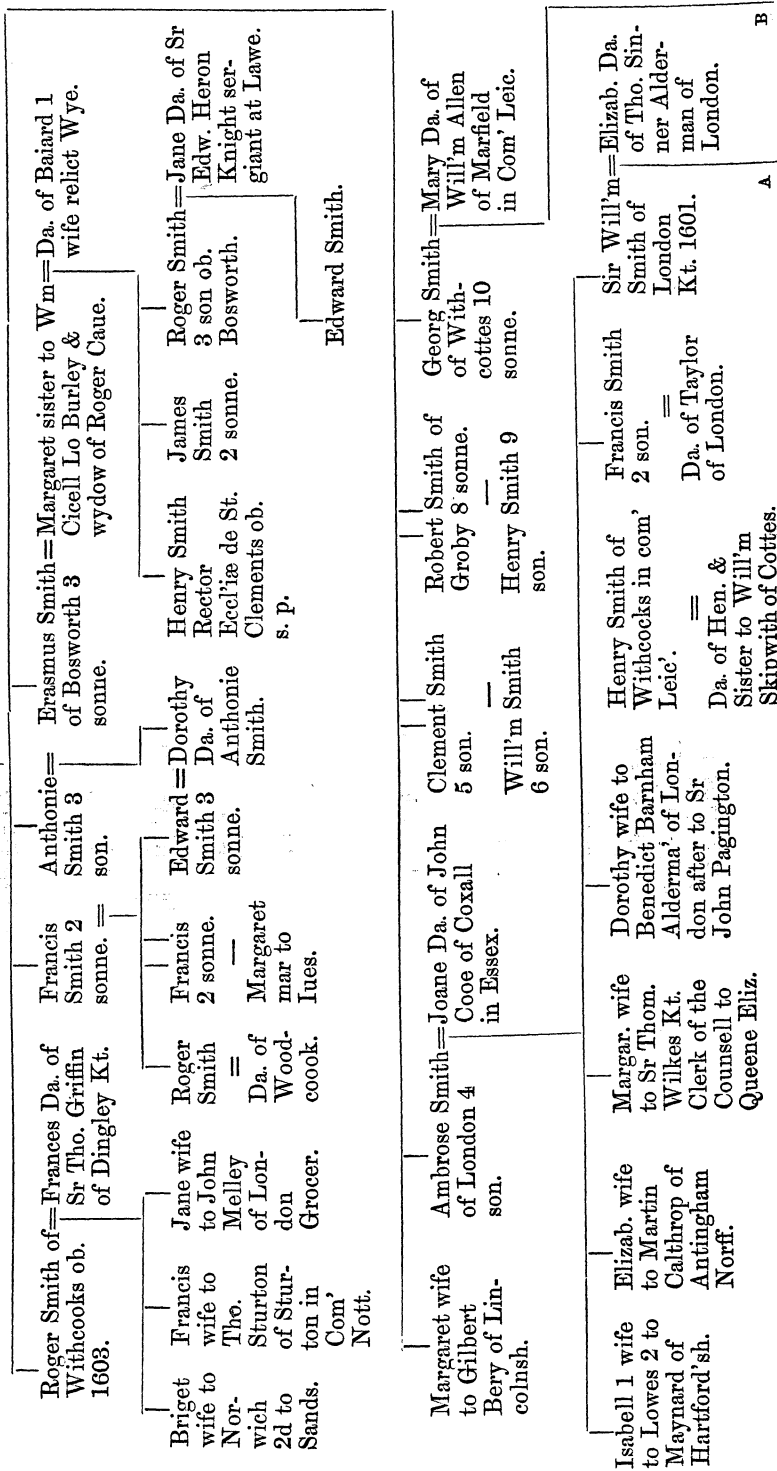 Roger Smith of=Frances Da. of
Withcooks ob. Sr Tho. Griffin
1603. of Dingley Kt.
Francis
Smith 2
sonne. =
Anthonie=
Smith 3
son.
Erasmus Smith=Margaret sister to Wm=Da. of Baiard 1
of Bosworth 3 Cicell Lo Burley & wife relict Wye.
sonne. wydow of Roger Caue.
Briget
wife to
Nor-
wich
2d to
Sands.
Francis
wife to
Tho.
Sturton
of Stur-
ton in
Com'
Nott.
Jane wife
to John
Melley
of Lon-
don
Grocer.
Roger
Smith
=
Da. of
Wood-
coook.
Francis
2 sonne.
—
Margaret
mar to
Iues.
Edward=Dorothy
Smith 3 Da. of
sonne. Anthonie
Smith.
Henry Smith
Rector
Eccl'iæ de St.
Clements ob.
s. p.
James
Smith
2 sonne.
Roger Smith=Jane Da. of Sr
3 son ob. Edw. Heron
Bosworth. Knight ser-
giant at Lawe.
Edward Smith.
Margaret wife
to Gilbert
Bery of Lin-
colnsh.
Ambrose Smith=Joane Da. of John
of London 4 Cooe of Coxall
son. in Essex.
Clement Smith
5 son.
—
Will'm Smith
6 son.
Robert Smith of
Groby 8 sonne.
—
Henry Smith 9
son.
Georg Smith=Mary Da. of
of With- Will'm Allen
cottes 10 of Marfield
sonne. in Com' Leic.
Isabell 1 wife
to Lowes 2 to
Maynard of
Hartford'sh.
Elizab. wife
to Martin
Calthrop of
Antingham
Norff.
Margar. wife
to Sr Thom.
Wilkes Kt.
Clerk of the
Counsell to
Queene Eliz.
Dorothy wife to
Benedict Barnham
Alderma' of Lon-
don after to Sr
John Pagington.
Henry Smith of
Withcocks in com'
Leic'.
=
Da. of Hen. &
Sister to Will'm
Skipwith of Cottes.
Francis Smith
2 son.
=
Da. of Taylor
of London.
Sir Will'm=Elizab. Da.
Smith of of Tho. Sin-
London ner Alder-
Kt. 1601. man of
London.
A
B